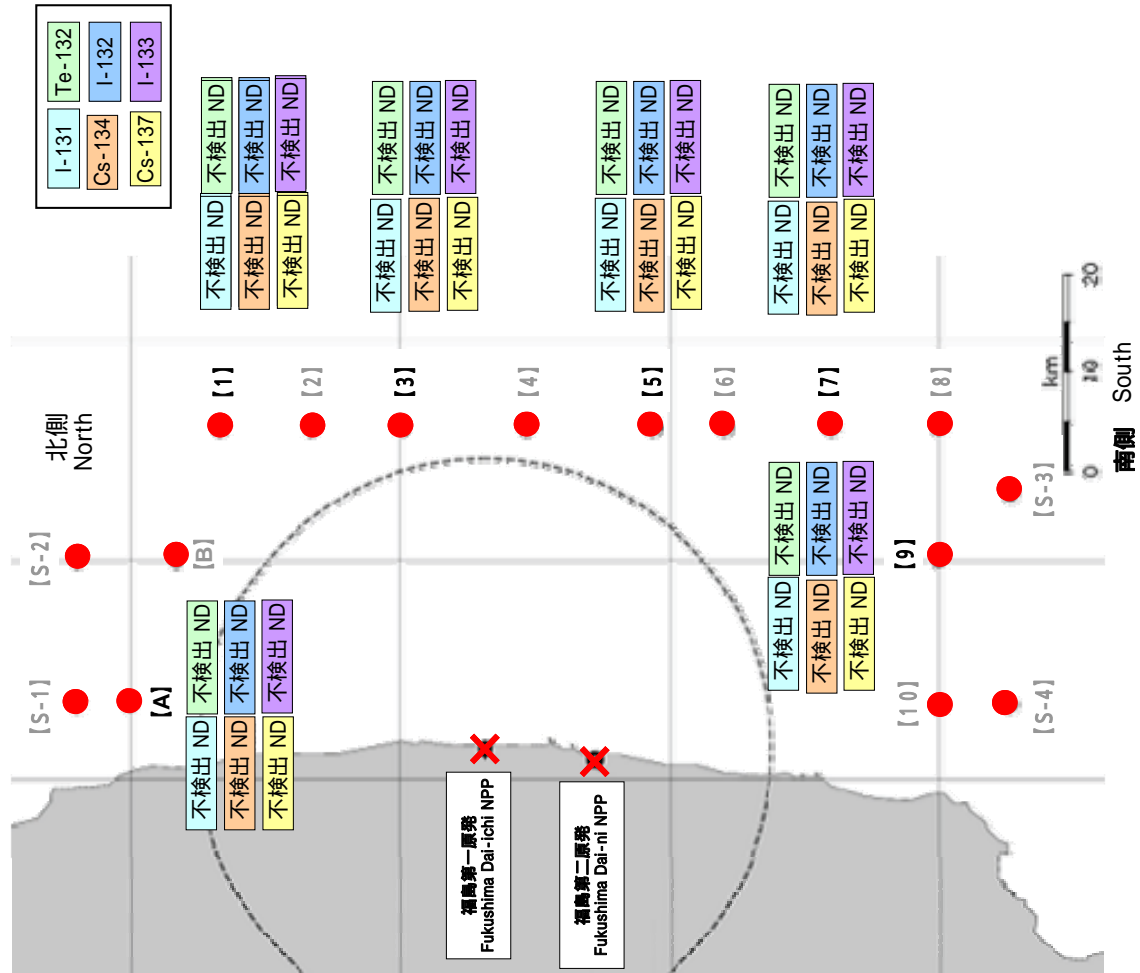 I-131 Te-132
Cs-134 I-132
Cs-137 I-133
北側
North
【S-1】
【S-2】
【A】
【B】
不検出 ND 不検出 ND
不検出 ND 不検出 ND
不検出 ND 不検出 ND
【1】
不検出 ND 不検出 ND
不検出 ND 不検出 ND
不検出 ND 不検出 ND
【2】
【3】
不検出 ND 不検出 ND
不検出 ND 不検出 ND
不検出 ND 不検出 ND
福島第一原発
Fukushima Dai-ichi NPP
【4】
福島第二原発
Fukushima Dai-ni NPP
【5】
不検出 ND 不検出 ND
不検出 ND 不検出 ND
不検出 ND 不検出 ND
【6】
【7】
不検出 ND 不検出 ND
不検出 ND 不検出 ND
不検出 ND 不検出 ND
不検出 ND 不検出 ND
不検出 ND 不検出 ND
不検出 ND 不検出 ND
【10】
【9】
【8】
【S-4】
【S-3】
km
0 10 20
南側 South